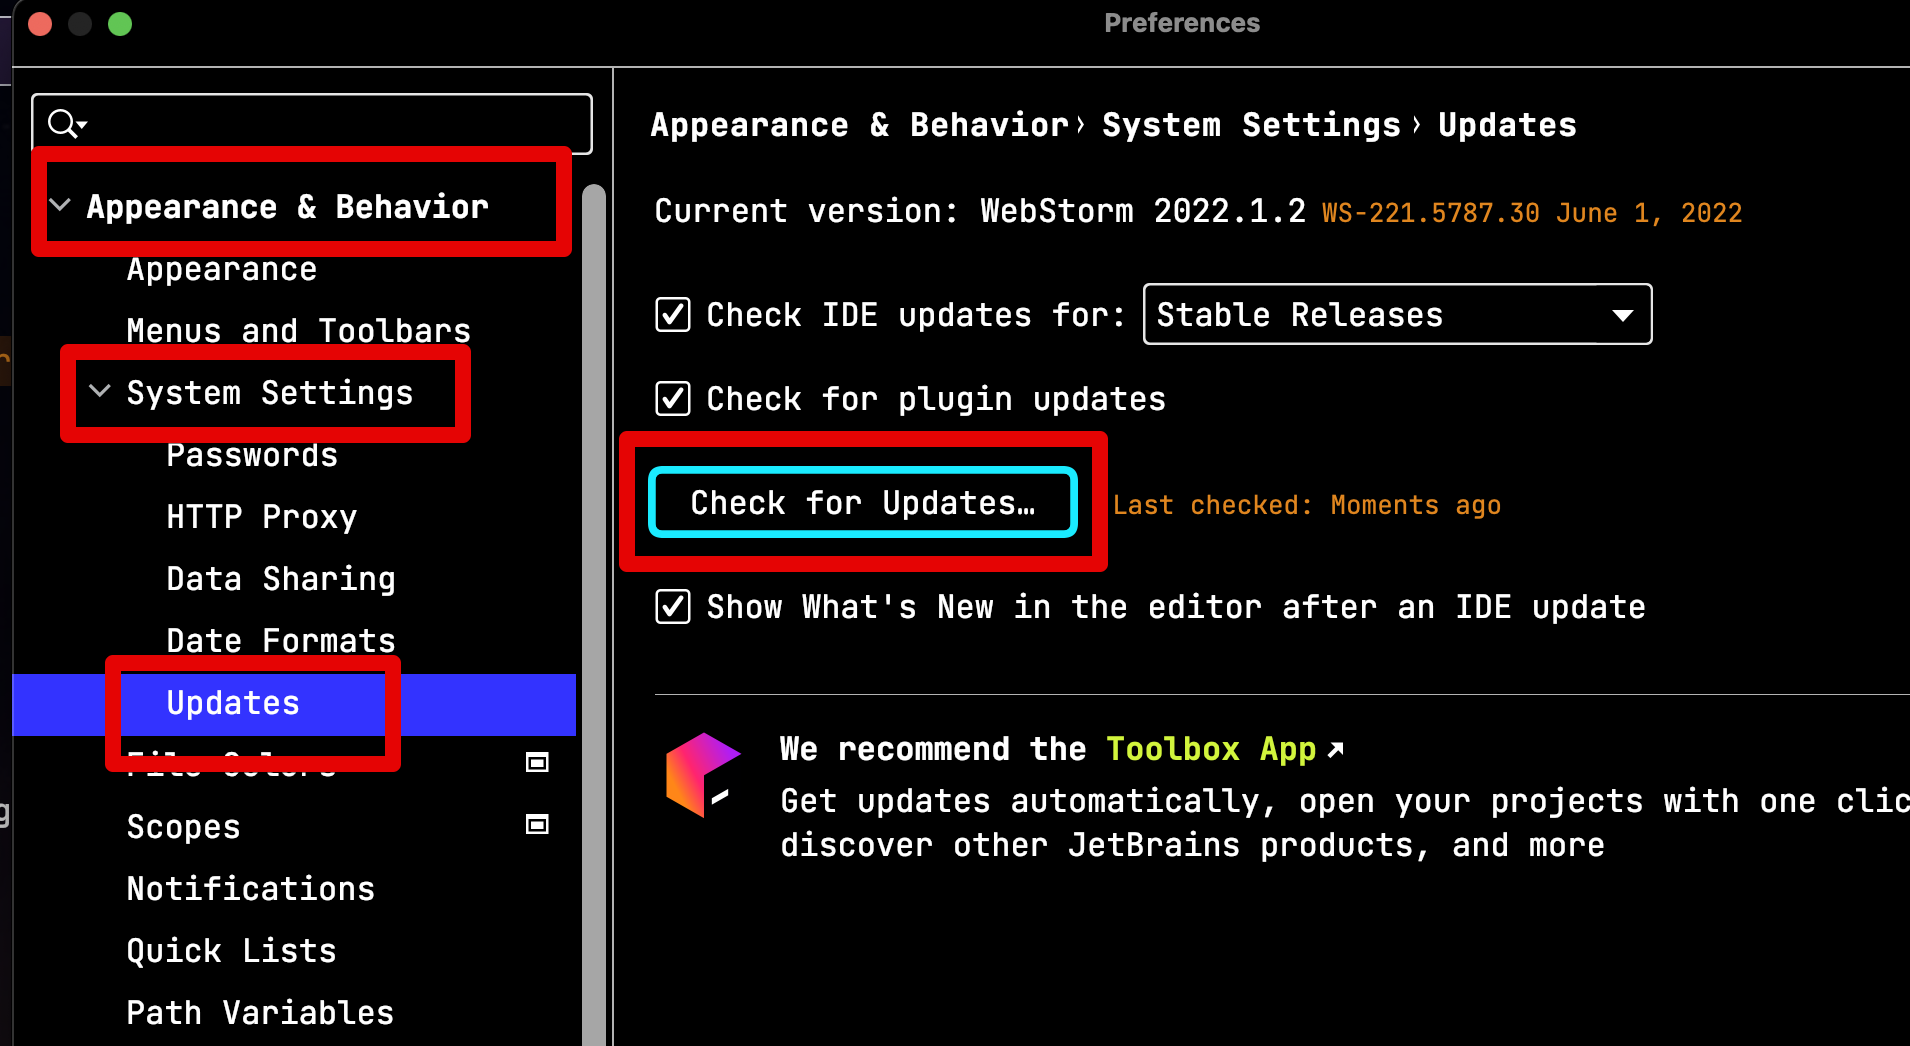 Preferences
Appearance & Behavior
Appearance
Menus and Toolbars
System Settings
Passwords
HTTP Proxy
Data Sharing
Date Formats
Updates
File Colors
Scopes
Notifications
Quick Lists
Path Variables
Appearance & Behavior › System Settings › Updates
Current version: WebStorm 2022.1.2 WS-221.5787.30 June 1, 2022
Check IDE updates for: Stable Releases
Check for plugin updates
Check for Updates… Last checked: Moments ago
Show What's New in the editor after an IDE update
We recommend the Toolbox App ↗
Get updates automatically, open your projects with one clic
discover other JetBrains products, and more